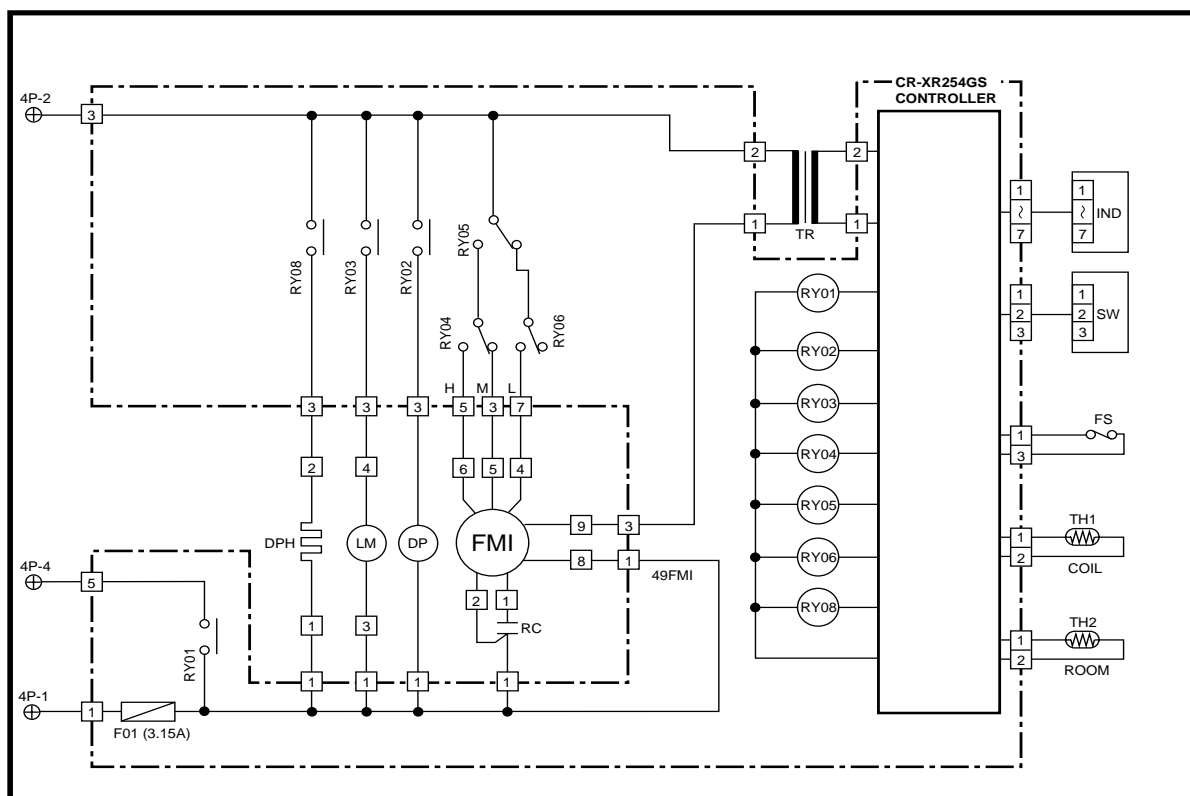 CR-XR254GS
CONTROLLER
4P-2
3
2
2
1
1
TR
1
~
7
1
~
7
IND
RY08
RY03
RY02
RY05
RY04
RY06
RY01
1
2
3
1
2
3
SW
RY02
RY03
H
M
L
3
3
3
5
3
7
RY04
1
3
FS
2
4
6
5
4
RY05
DPH
LM
DP
FMI
9
3
8
1
49FMI
RY06
1
2
TH1
COIL
4P-4
5
2
1
RC
RY08
1
3
RY01
1
2
TH2
ROOM
1
1
1
1
4P-1
1
F01 (3.15A)